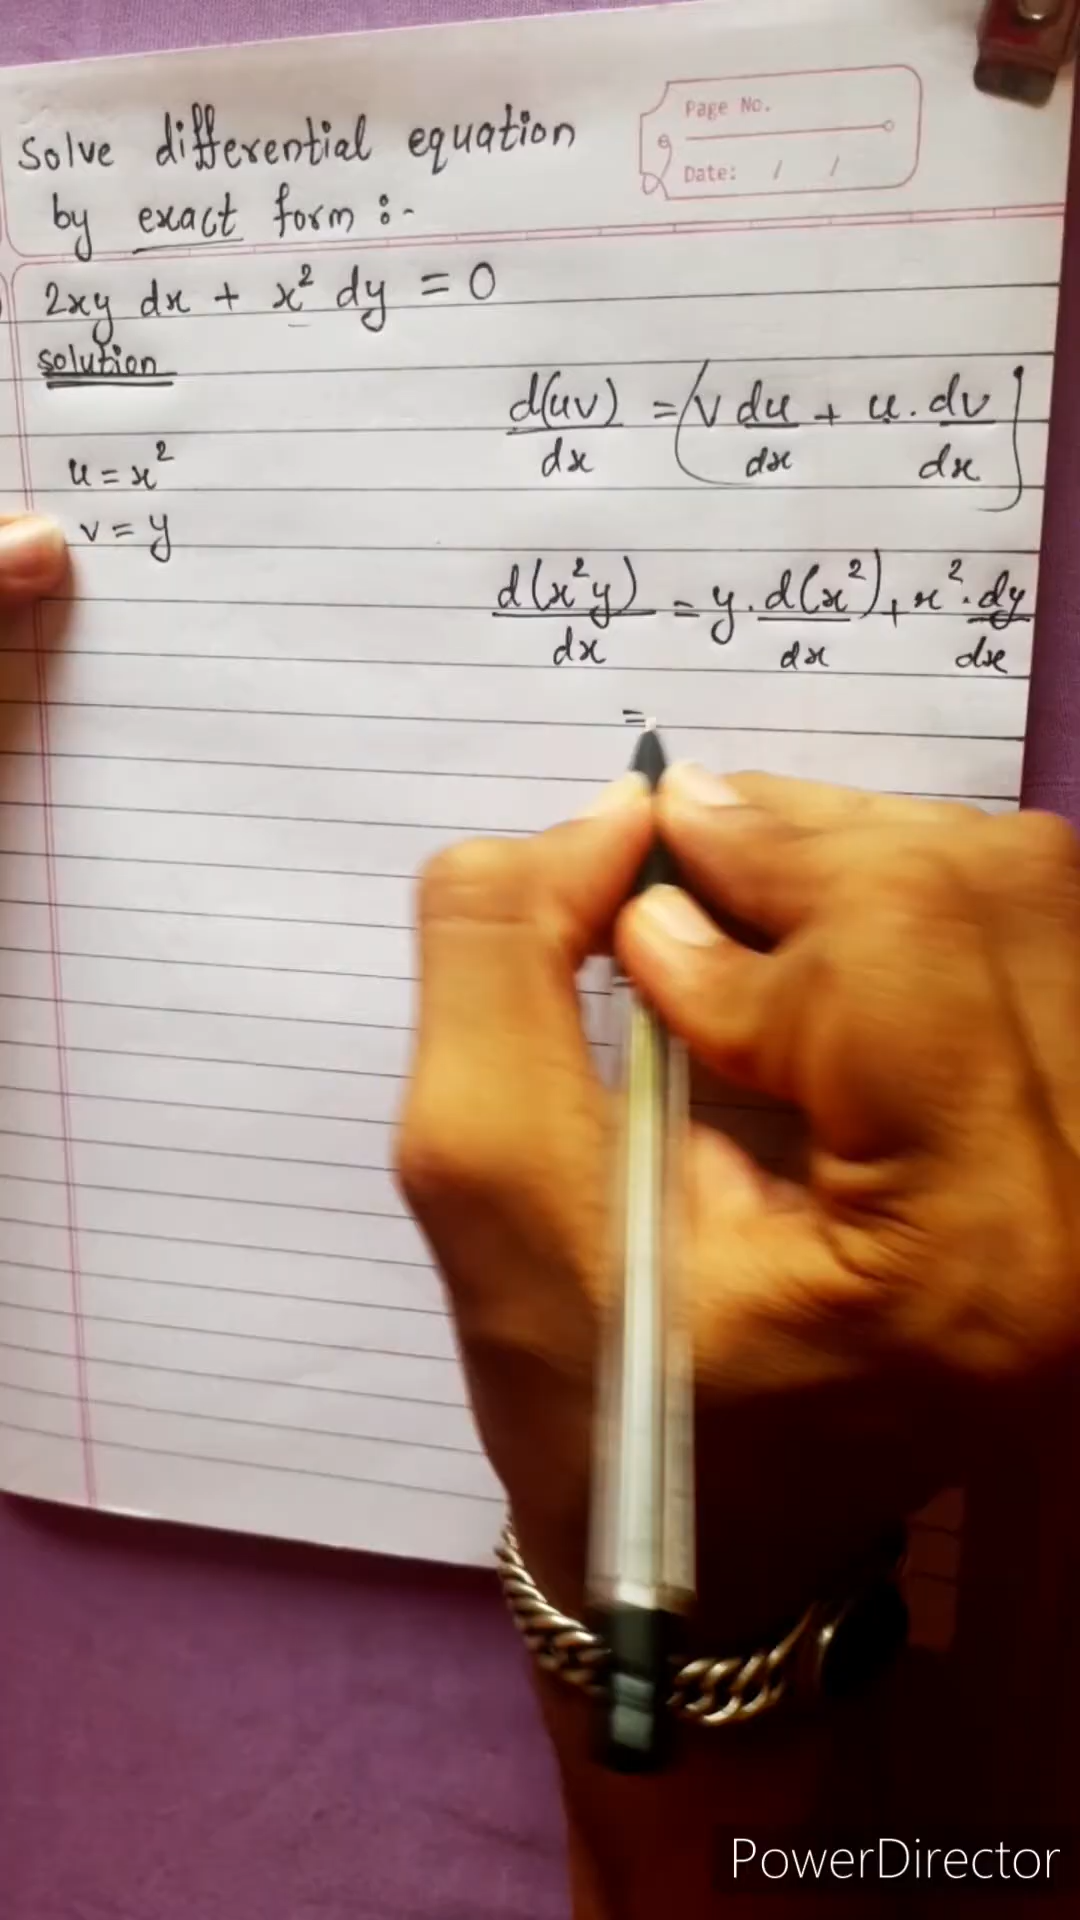 Page No.
Date: / /
Solve differential equation
by exact form :-
2xy dx + x² dy = 0
solution
u = x²
v = y
d(uv)/dx = (v du/dx + u. dv/dx)
d(x²y)/dx = y. d(x²)/dx + x². dy/dx
=
PowerDirector